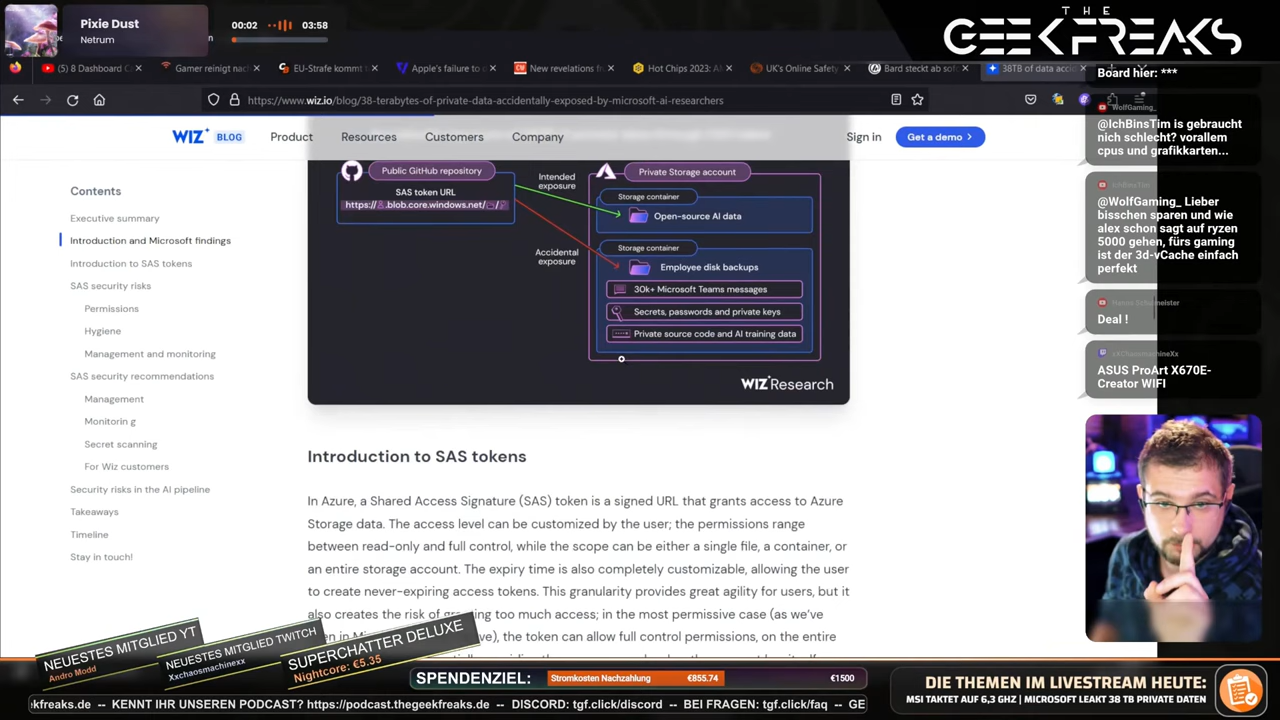 Pixie Dust
Netrum
00:02
03:58
THE
GEEKFREAKS
(5) 8 Dashboard C
Gamer reinigt nac
EU-Strafe kommt
Apple's failure to c
New revelations fr
Hot Chips 2023: A
UK's Online Safety
Bard steckt ab sof
38TB of data acci
https://www.wiz.io/blog/38-terabytes-of-private-data-accidentally-exposed-by-microsoft-ai-researchers
WIZ BLOG
Product
Resources
Customers
Company
Sign in
Get a demo >
Contents
Executive summary
Introduction and Microsoft findings
Introduction to SAS tokens
SAS security risks
Permissions
Hygiene
Management and monitoring
SAS security recommendations
Management
Monitorin g
Secret scanning
For Wiz customers
Security risks in the AI pipeline
Takeaways
Timeline
Stay in touch!
Public GitHub repository
SAS token URL
https://
.blob.core.windows.net/
Intended
exposure
Accidental
exposure
Private Storage account
Storage container
Open-source AI data
Storage container
Employee disk backups
30k+ Microsoft Teams messages
Secrets, passwords and private keys
Private source code and AI training data
WIZ Research
Introduction to SAS tokens
In Azure, a Shared Access Signature (SAS) token is a signed URL that grants access to Azure
Storage data. The access level can be customized by the user; the permissions range
between read-only and full control, while the scope can be either a single file, a container, or
an entire storage account. The expiry time is also completely customizable, allowing the user
to create never-expiring access tokens. This granularity provides great agility for users, but it
also creates the risk of granting too much access; in the most permissive case (as we've
the token can allow full control permissions, on the entire
Board hier: ***
WolfGaming_
@IchBinsTim is gebraucht
nich schlecht? vorallem
cpus und grafikkarten...
IchBinsTim
@WolfGaming_ Lieber
bisschen sparen und wie
alex schon sagt auf ryzen
5000 gehen, fürs gaming
ist der 3d-vCache einfach
perfekt
Deal !
xXChaosmachineXx
ASUS ProArt X670E-
Creator WIFI
NEUESTES MITGLIED YT
Andro Modd
NEUESTES MITGLIED TWITCH
Xxchaosmachinexx
SUPERCHATTER DELUXE
Nightcore: €5.35
SPENDENZIEL:
Stromkosten Nachzahlung
€855.74
€1500
DIE THEMEN IM LIVESTREAM HEUTE:
MSI TAKTET AUF 6,3 GHZ | MICROSOFT LEAKT 38 TB PRIVATE DATEN
ekfreaks.de -- KENNT IHR UNSEREN PODCAST? https://podcast.thegeekfreaks.de -- DISCORD: tgf.click/discord -- BEI FRAGEN: tgf.click/faq -- GE